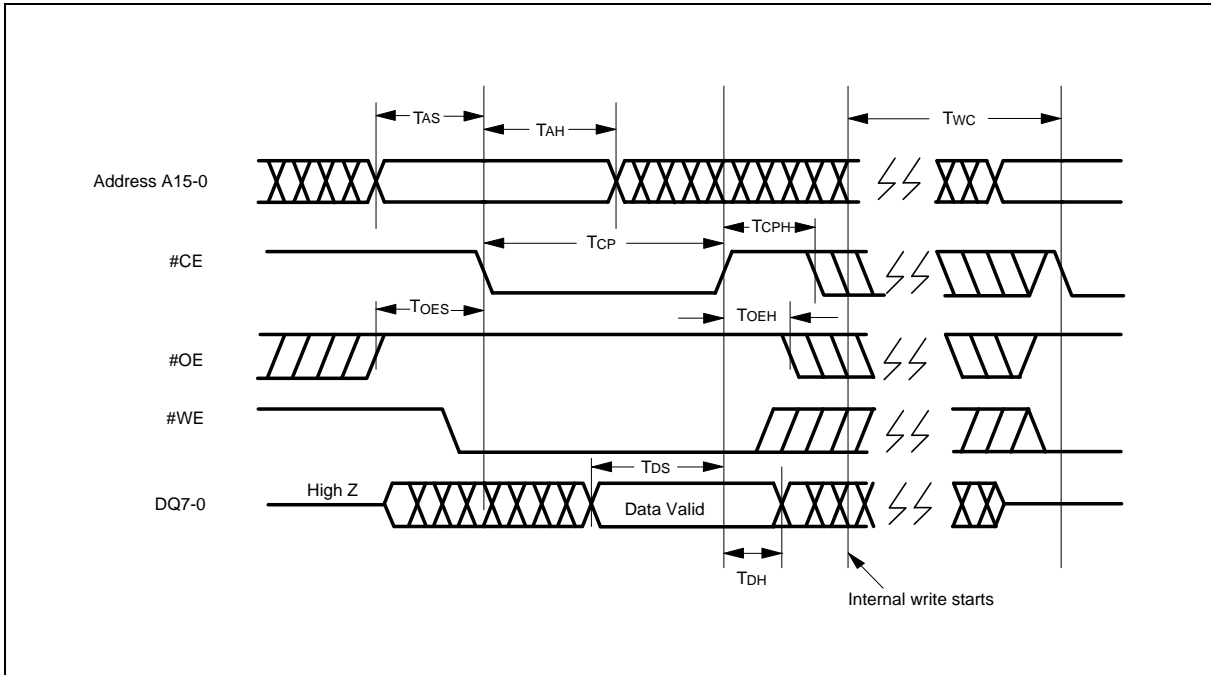 TAS
TAH
TWC
Address A15-0
TCPH
TCP
#CE
TOES
TOEH
#OE
#WE
TDS
High Z
DQ7-0
Data Valid
TDH
Internal write starts